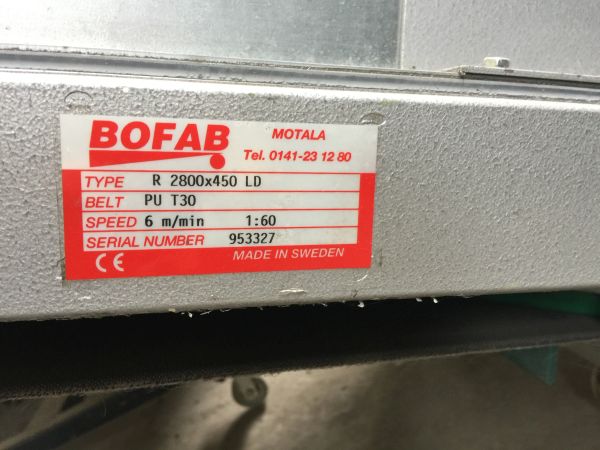 BOFAB MOTALA
Tel. 0141-23 12 80
TYPE R 2800x450 LD
BELT PU T30
SPEED 6 m/min 1:60
SERIAL NUMBER 953327
CE MADE IN SWEDEN